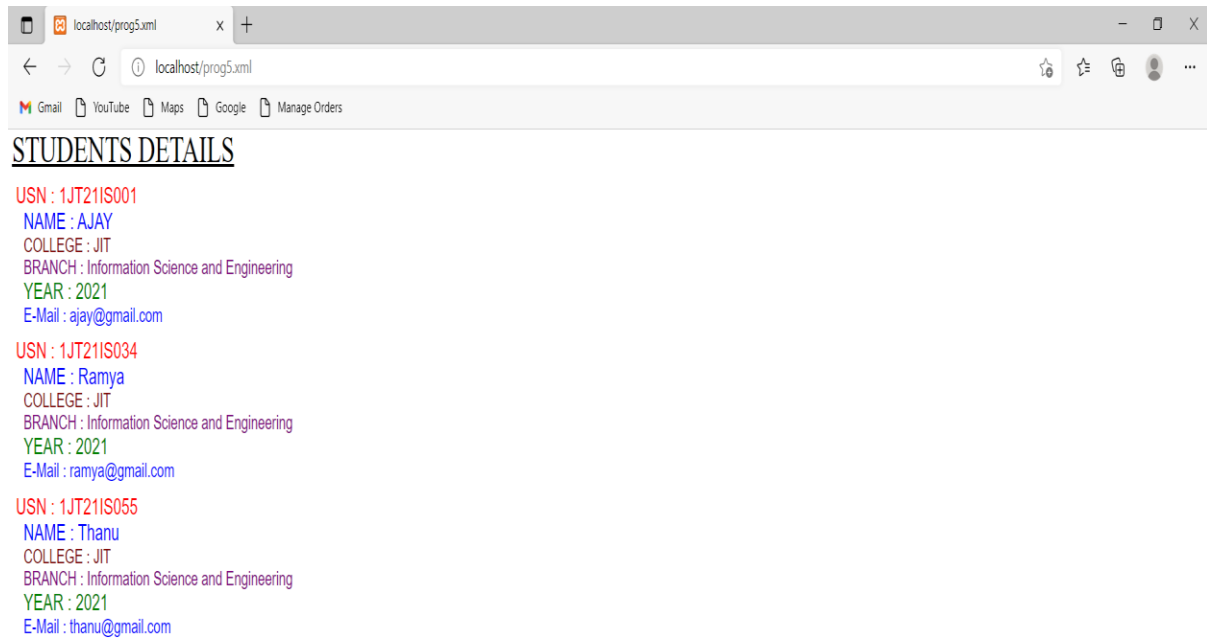 localhost/prog5.xml
localhost/prog5.xml
Gmail YouTube Maps Google Manage Orders
STUDENTS DETAILS
USN : 1JT21IS001
NAME : AJAY
COLLEGE : JIT
BRANCH : Information Science and Engineering
YEAR : 2021
E-Mail : ajay@gmail.com
USN : 1JT21IS034
NAME : Ramya
COLLEGE : JIT
BRANCH : Information Science and Engineering
YEAR : 2021
E-Mail : ramya@gmail.com
USN : 1JT21IS055
NAME : Thanu
COLLEGE : JIT
BRANCH : Information Science and Engineering
YEAR : 2021
E-Mail : thanu@gmail.com